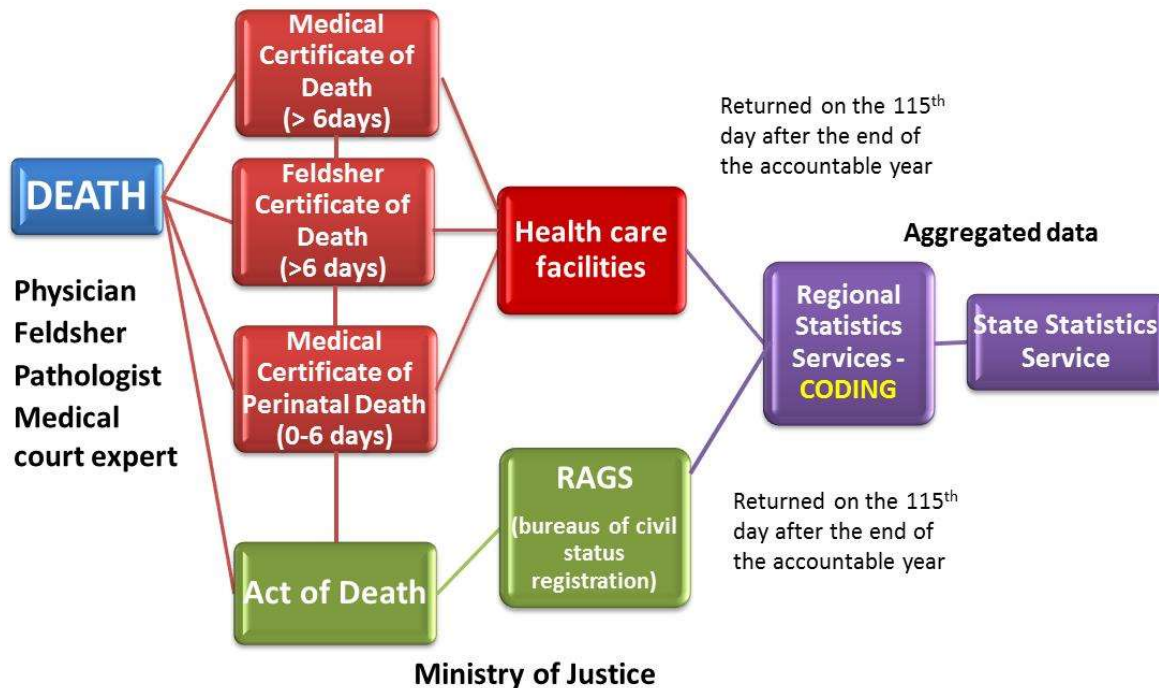 Medical
Certificate of
Death
(> 6days)
DEATH
Physician
Feldsher
Pathologist
Medical
court expert
Feldsher
Certificate of
Death
(>6 days)
Medical
Certificate of
Perinatal Death
(0-6 days)
Act of Death
Health care
facilities
RAGS
(bureaus of civil
status
registration)
Ministry of Justice
Returned on the 115th
day after the end of
the accountable year
Aggregated data
Regional
Statistics
Services -
CODING
State Statistics
Service
Returned on the 115th
day after the end of
the accountable year